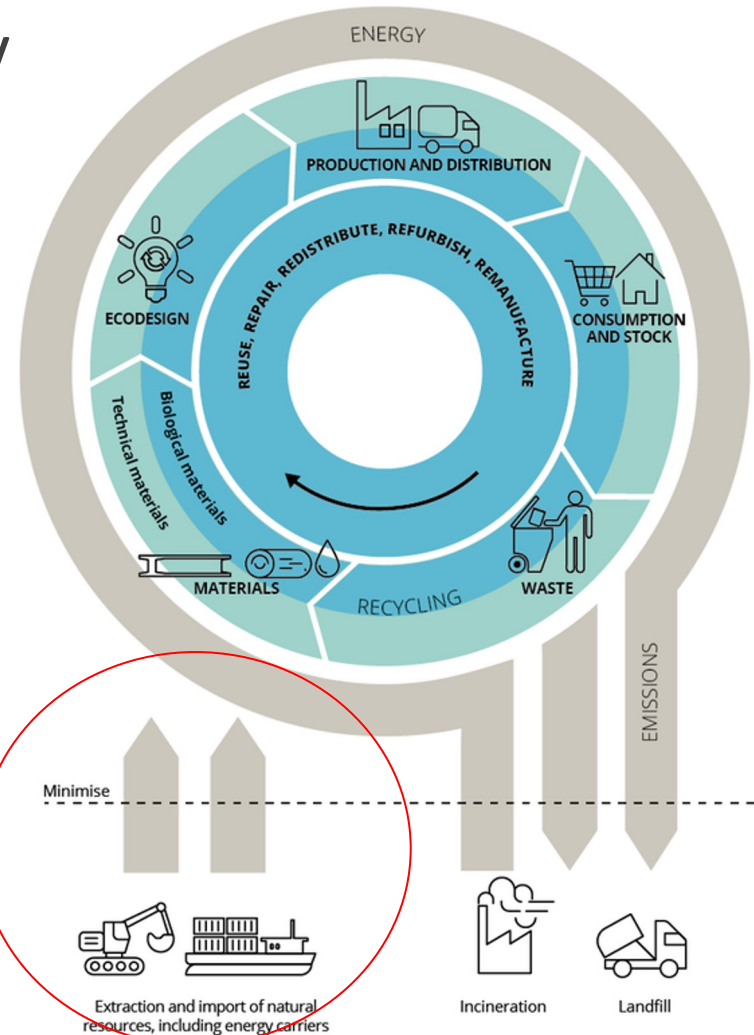 ENERGY
PRODUCTION AND DISTRIBUTION
REUSE, REPAIR, REDISTRIBUTE, REFURBISH, REMANUFACTURE
ECODESIGN
CONSUMPTION
AND STOCK
Technical materials
Biological materials
MATERIALS
RECYCLING
WASTE
EMISSIONS
Minimise
Extraction and import of natural
resources, including energy carriers
Incineration
Landfill